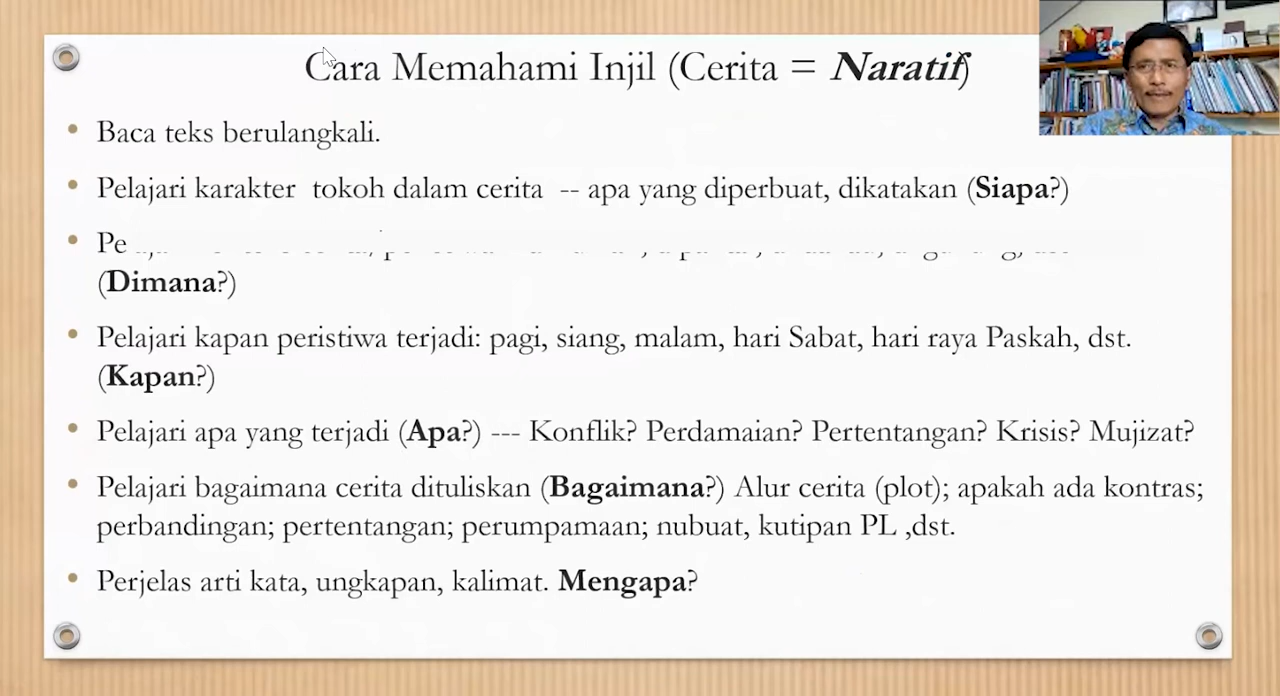 Cara Memahami Injil (Cerita = Naratif)
• Baca teks berulangkali.
• Pelajari karakter tokoh dalam cerita -- apa yang diperbuat, dikatakan (Siapa?)
• Pe
(Dimana?)
• Pelajari kapan peristiwa terjadi: pagi, siang, malam, hari Sabat, hari raya Paskah, dst.
(Kapan?)
• Pelajari apa yang terjadi (Apa?) --- Konflik? Perdamaian? Pertentangan? Krisis? Mujizat?
• Pelajari bagaimana cerita dituliskan (Bagaimana?) Alur cerita (plot); apakah ada kontras;
perbandingan; pertentangan; perumpamaan; nubuat, kutipan PL ,dst.
• Perjelas arti kata, ungkapan, kalimat. Mengapa?